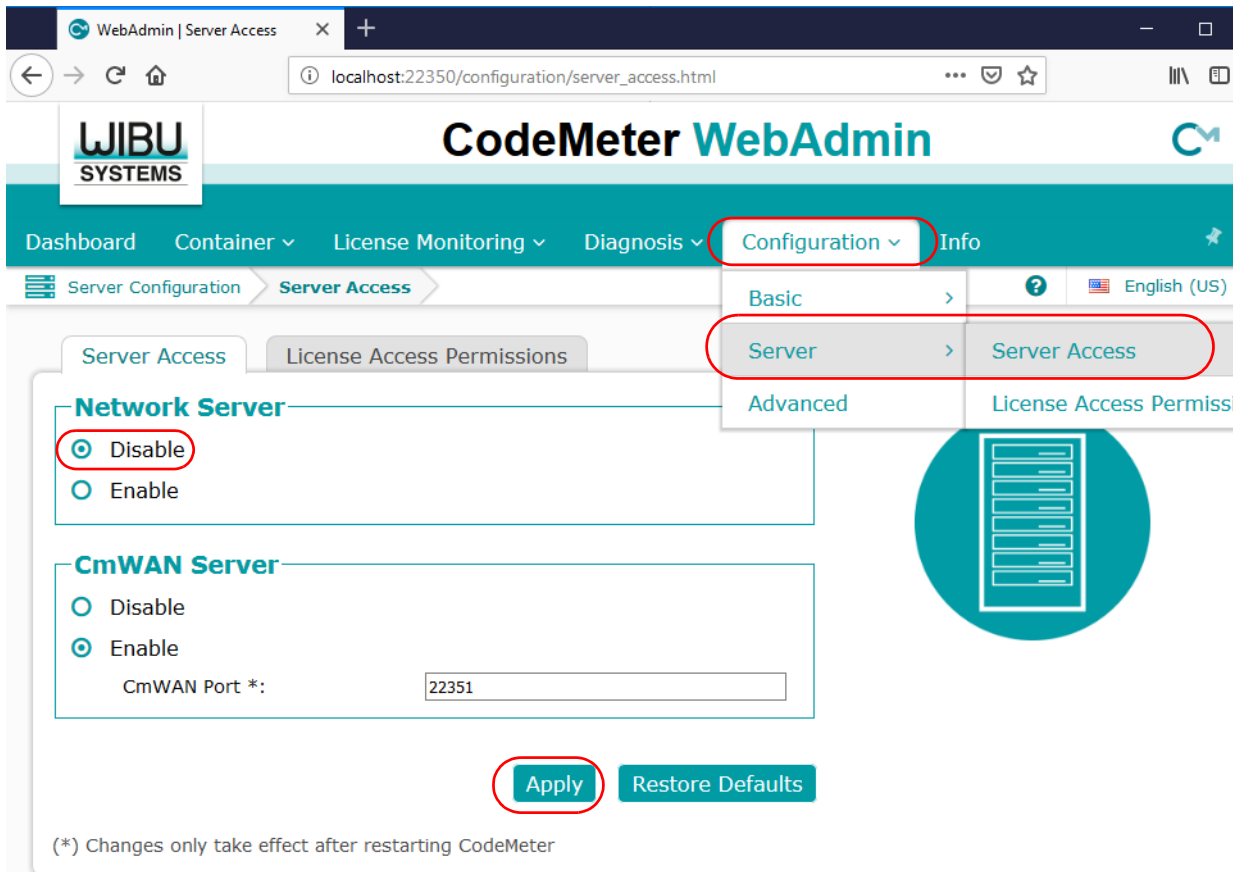 WebAdmin | Server Access
localhost:22350/configuration/server_access.html
WIBU
SYSTEMS
CodeMeter WebAdmin
CM
Dashboard Container License Monitoring Diagnosis Configuration Info
Server Configuration Server Access English (US)
Basic
Server Server Access
Advanced License Access Permissi
Server Access License Access Permissions
Network Server
Disable
Enable
CmWAN Server
Disable
Enable
CmWAN Port *: 22351
Apply Restore Defaults
(*) Changes only take effect after restarting CodeMeter